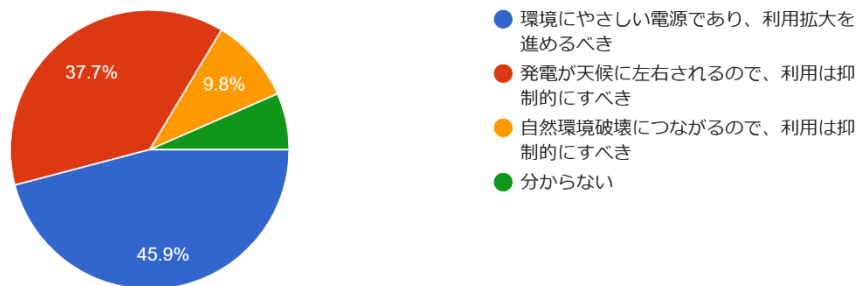 環境にやさしい電源であり、利用拡大を
進めるべき
発電が天候に左右されるので、利用は抑
制的にすべき
自然環境破壊につながるので、利用は抑
制的にすべき
分からない
37.7%
9.8%
45.9%